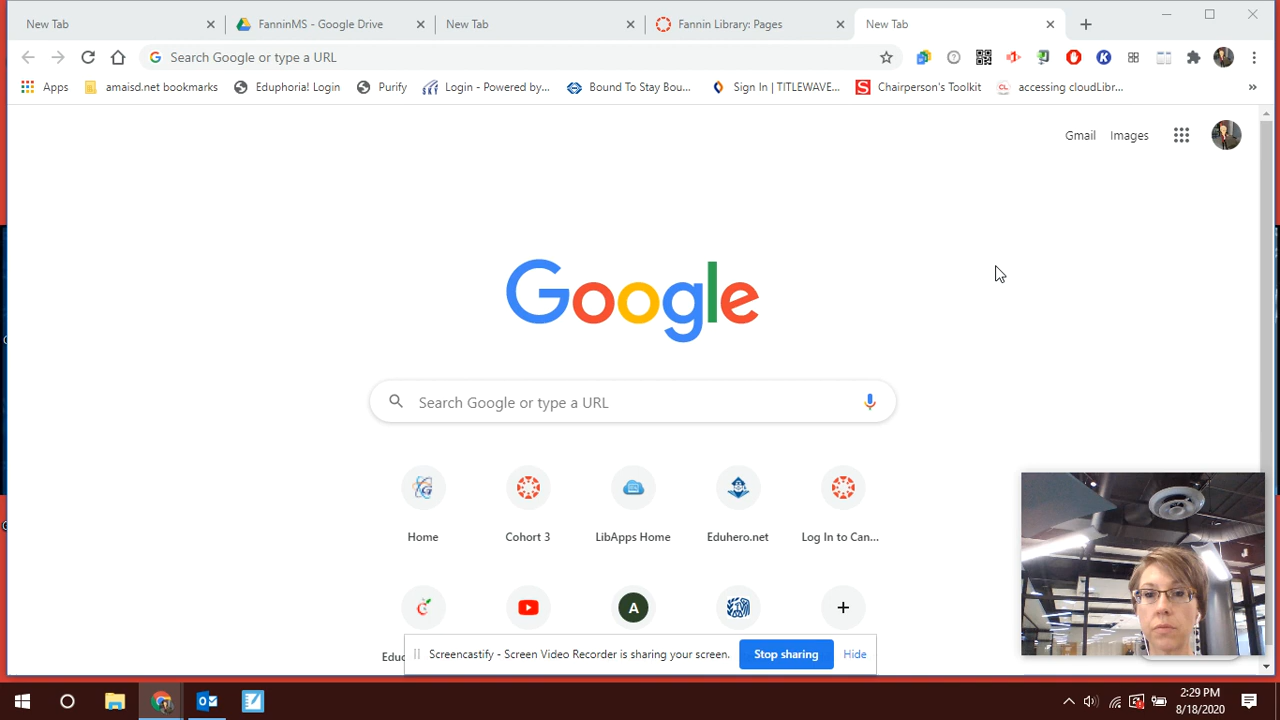 New Tab
FanninMS - Google Drive
New Tab
Fannin Library: Pages
New Tab
Search Google or type a URL
Apps
amaisd.net bookmarks
Eduphoria! Login
Purify
Login - Powered by...
Bound To Stay Bou...
Sign In | TITLEWAVE...
Chairperson's Toolkit
accessing cloudLibr...
Gmail
Images
Google
Search Google or type a URL
Home
Cohort 3
LibApps Home
Eduhero.net
Log In to Can...
A
Educ
Screencastify - Screen Video Recorder is sharing your screen.
Stop sharing
Hide
2:29 PM
8/18/2020